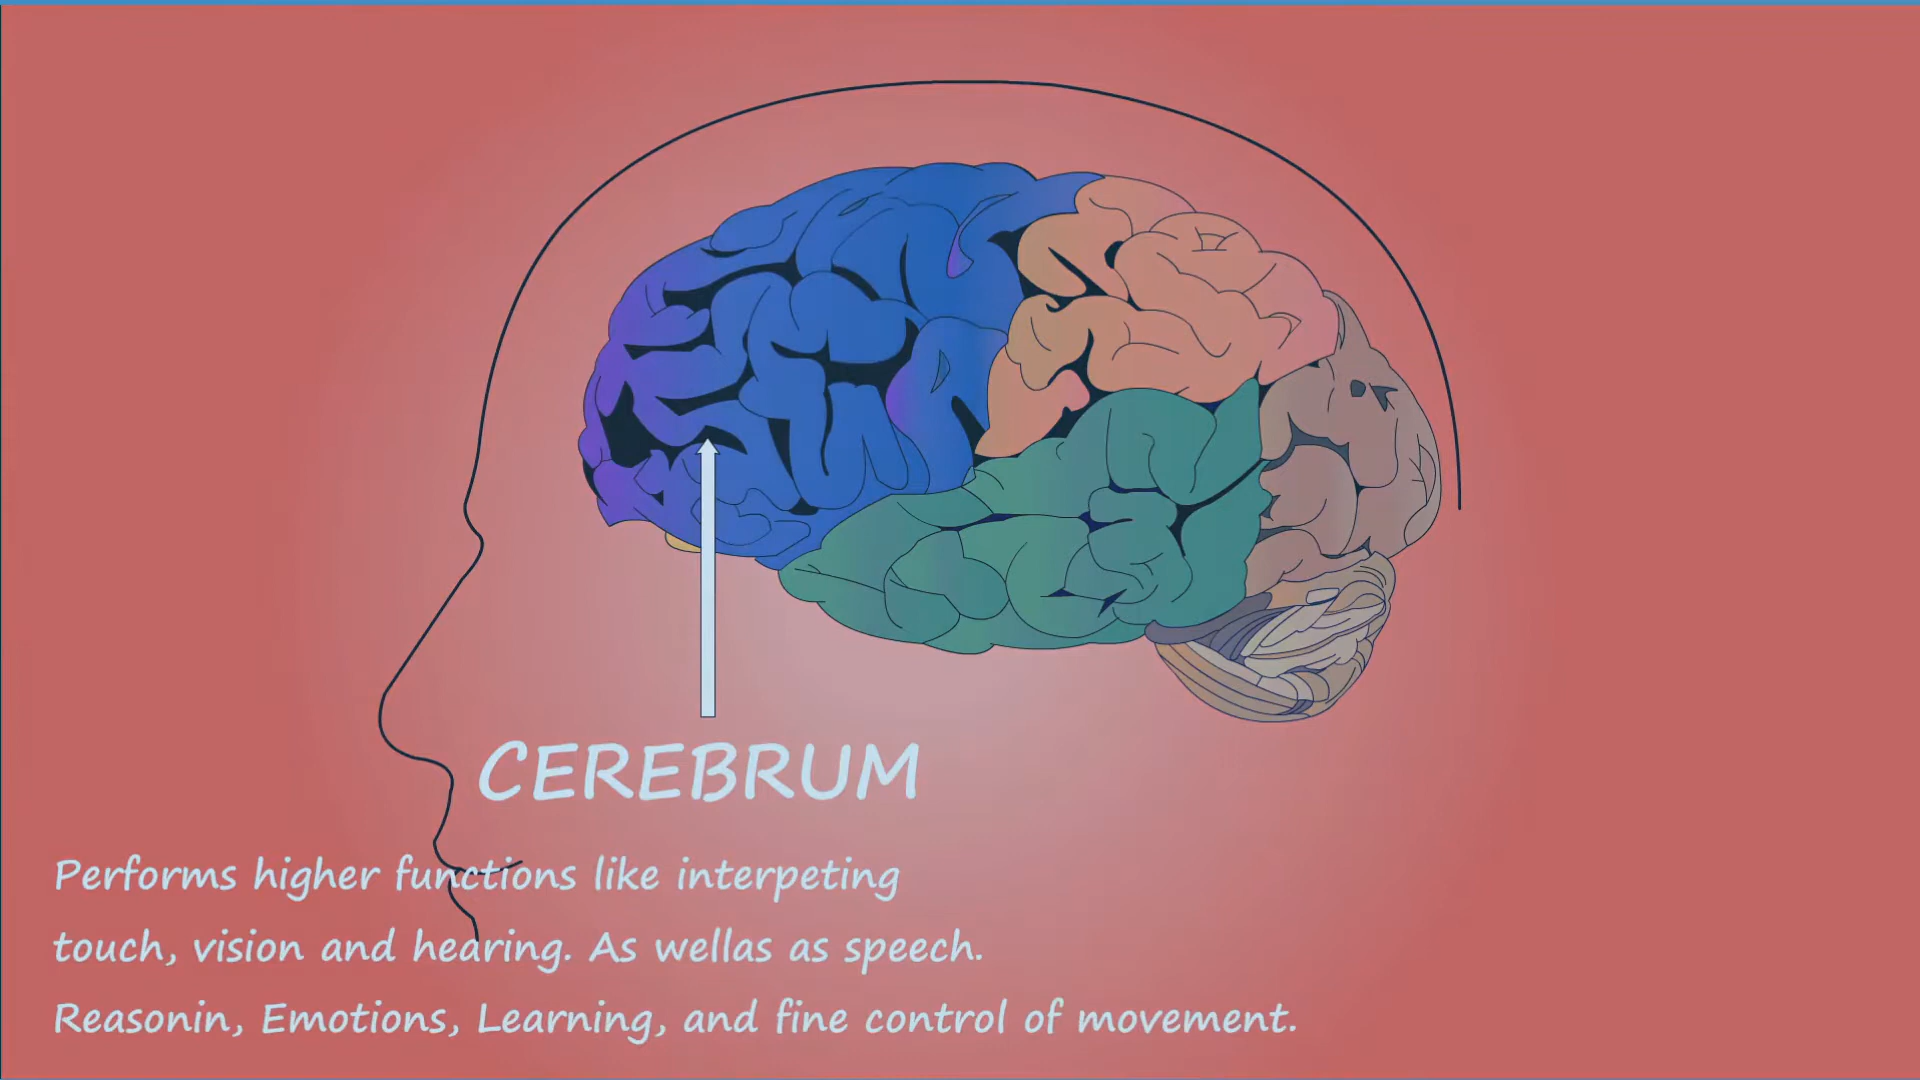 CEREBRUM
Performs higher functions like interpeting
touch, vision and hearing. As wellas as speech.
Reasonin, Emotions, Learning, and fine control of movement.